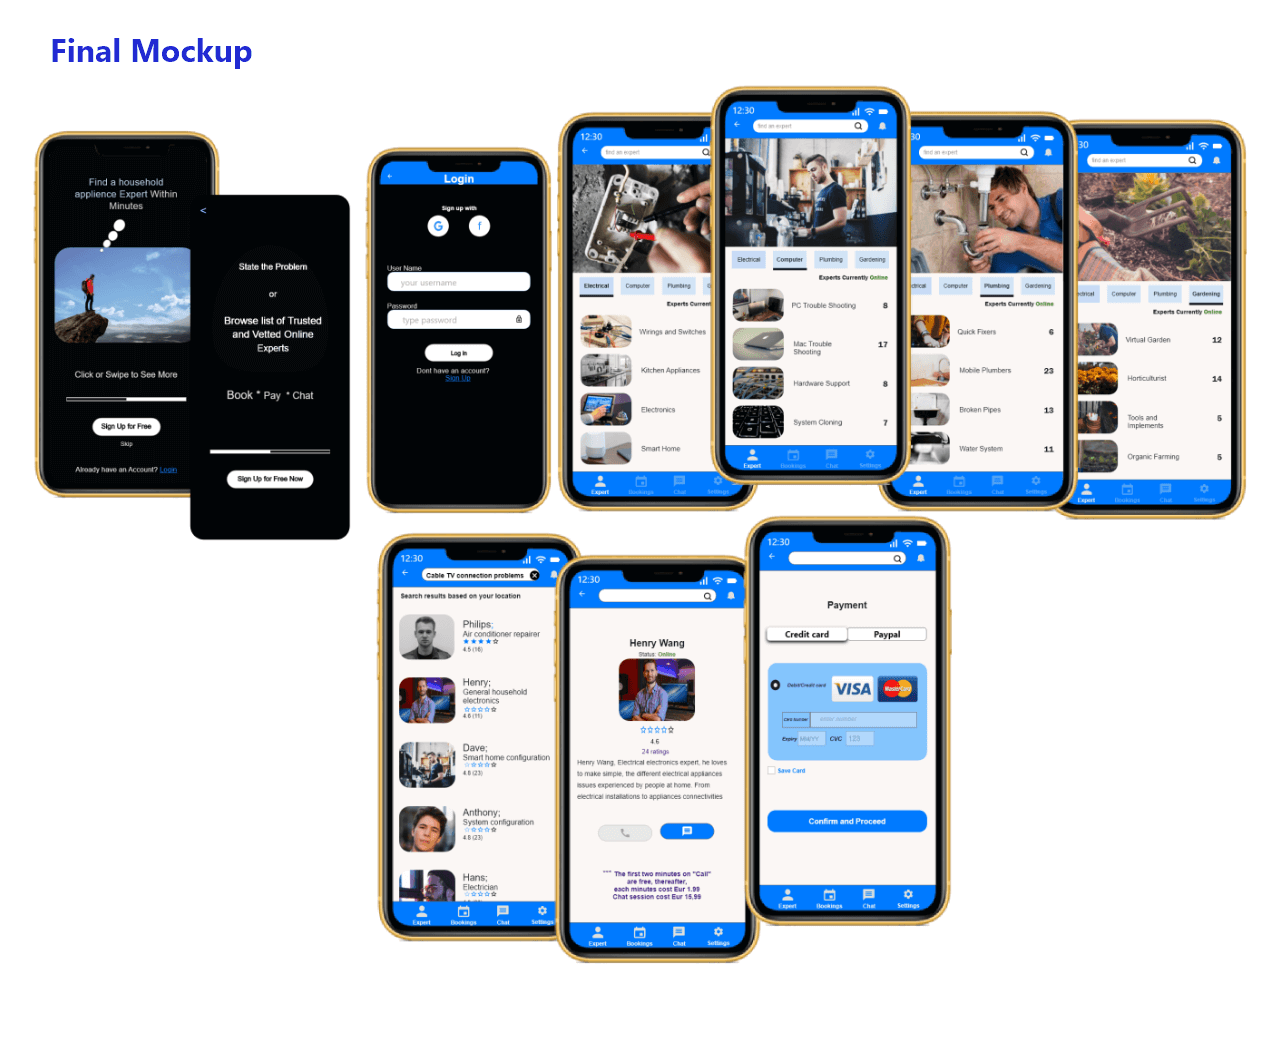 Final Mockup
Find a household
applience Expert Within
Minutes
Click or Swipe to See More
Sign Up for Free
Skip
Already have an Account? Login
<
State the Problem
or
Browse list of Trusted
and Vetted Online
Experts
Book * Pay * Chat
Sign Up for Free Now
Login
Sign up with
G f
User Name
your username
Password
type password
Log in
Dont have an account?
Sign Up
12:30
find an expert
Electrical Computer Plumbing
Experts Currently
Wirings and Switches
Kitchen Appliances
Electronics
Smart Home
Expert Bookings Chat Settings
12:30
find an expert
Electrical Computer Plumbing Gardening
Experts Currently Online
PC Trouble Shooting 8
Mac Trouble
Shooting 17
Hardware Support 8
System Cloning 7
Expert Bookings Chat Settings
:30
find an expert
Computer Plumbing Gardening
Experts Currently Online
Quick Fixers 6
Mobile Plumbers 23
Broken Pipes 13
Water System 11
Expert Bookings Chat Settings
:30
find an expert
ectrical Computer Plumbing Gardening
Experts Currently Online
Virtual Garden 12
Horticulturist 14
Tools and
Implements 5
Organic Farming 5
Expert Bookings Chat Settings
12:30
Cable TV connection problems
Search results based on your location
Philips;
Air conditioner repairer
4.5 (16)
Henry;
General household
electronics
4.6 (11)
Dave;
Smart home configuration
4.8 (23)
Anthony;
System configuration
4.8 (23)
Hans;
Electrician
Expert Bookings Chat Settings
12:30
Henry Wang
Status: Online
4.6
24 ratings
Henry Wang, Electrical electronics expert, he loves
to make simple, the different electrical appliances
issues experienced by people at home. From
electrical installations to appliances connectivities
*** The first two minutes on "Call"
are free, thereafter,
each minutes cost Eur 1.99
Chat session cost Eur 15,99
Expert Bookings Chat Settings
12:30
Payment
Credit card Paypal
Debit/Credit card VISA MasterCard
Card Number enter number
Expiry MM/YY CVC 123
Save Card
Confirm and Proceed
Expert Bookings Chat Settings